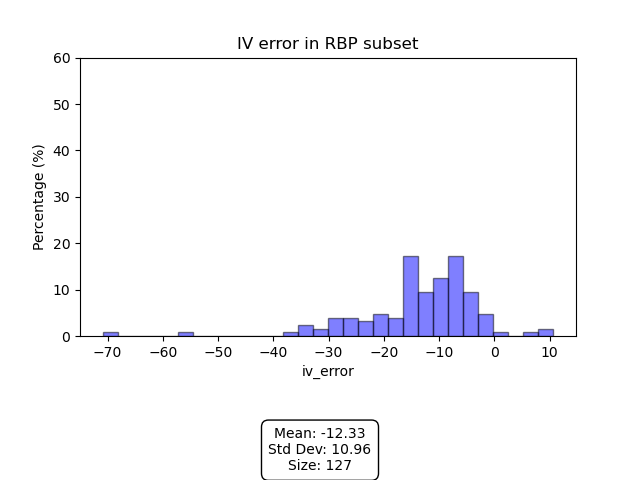 IV error in RBP subset
60
50
40
30
20
10
0
Percentage (%)
−70 −60 −50 −40 −30 −20 −10 0 10
iv_error
Mean: -12.33
Std Dev: 10.96
Size: 127